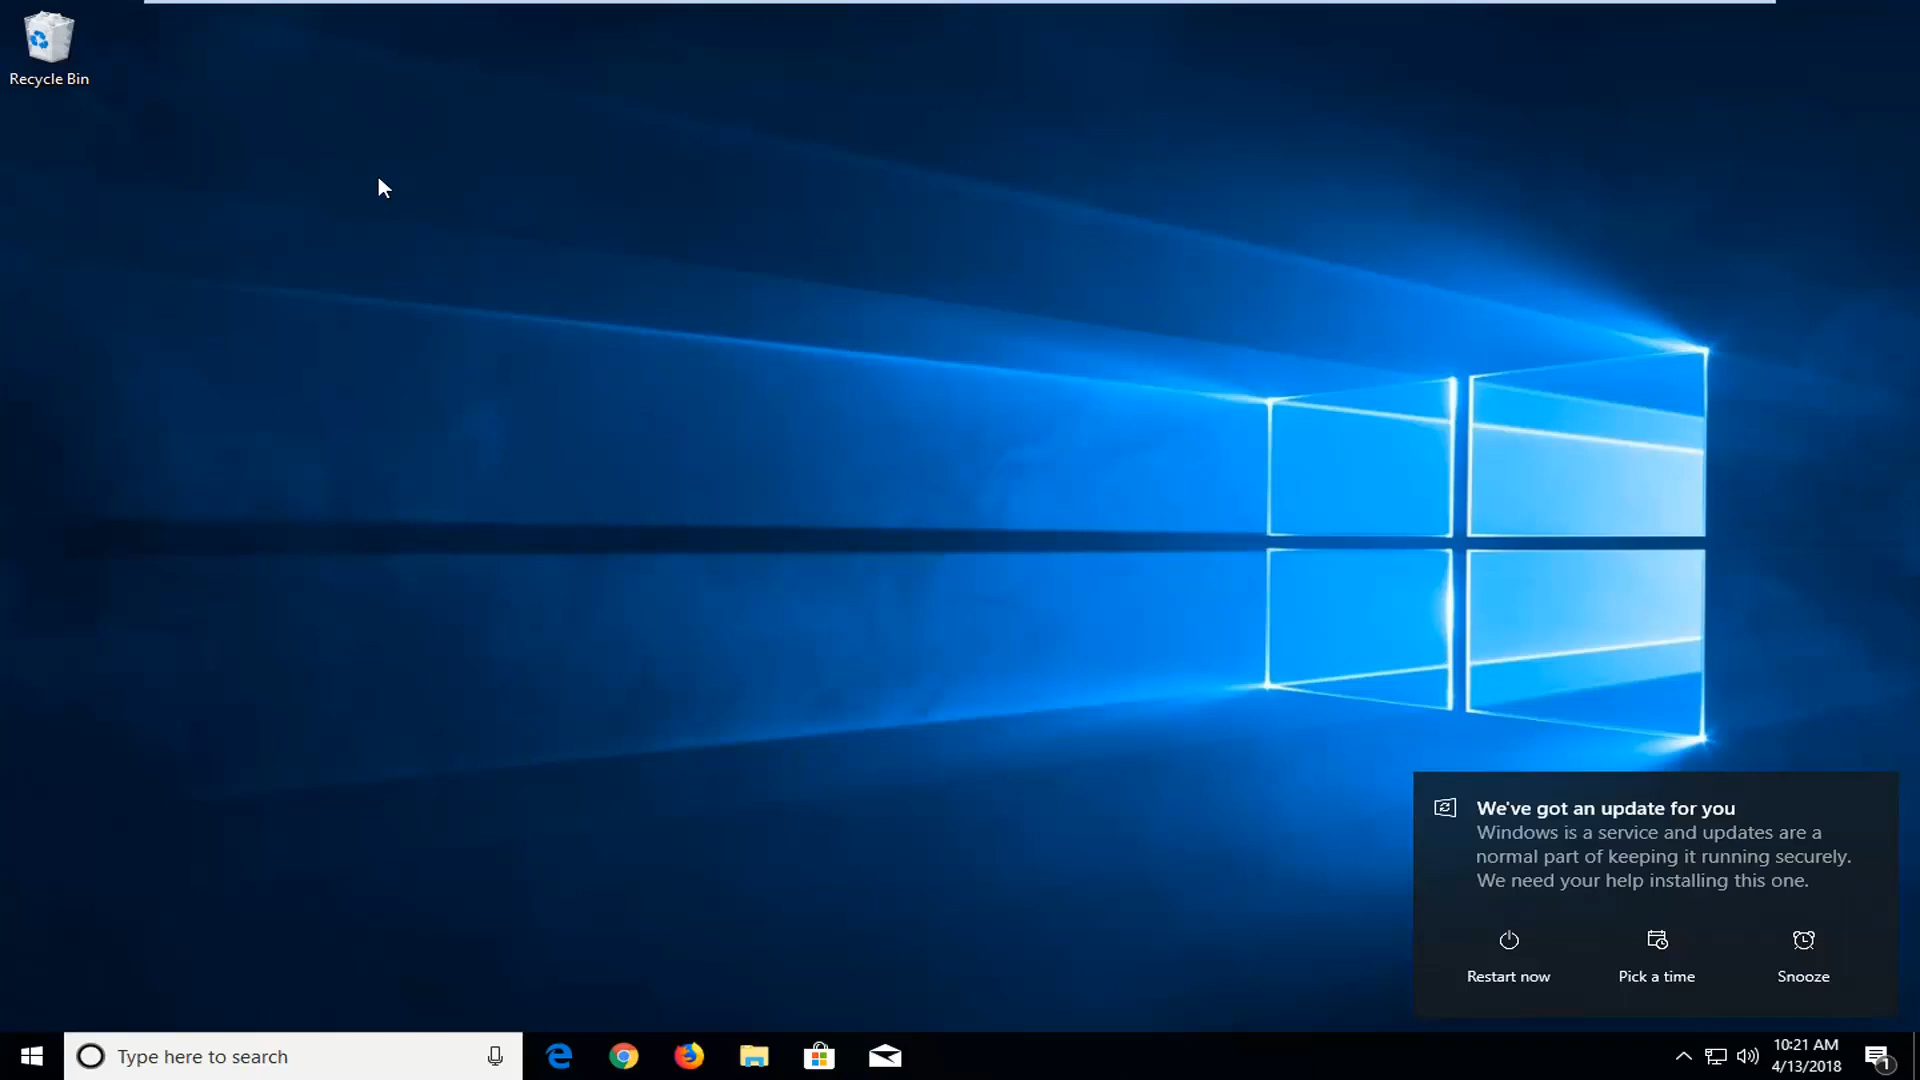 Recycle Bin
We've got an update for you
Windows is a service and updates are a
normal part of keeping it running securely.
We need your help installing this one.
Restart now
Pick a time
Snooze
Type here to search
10:21 AM
4/13/2018
1